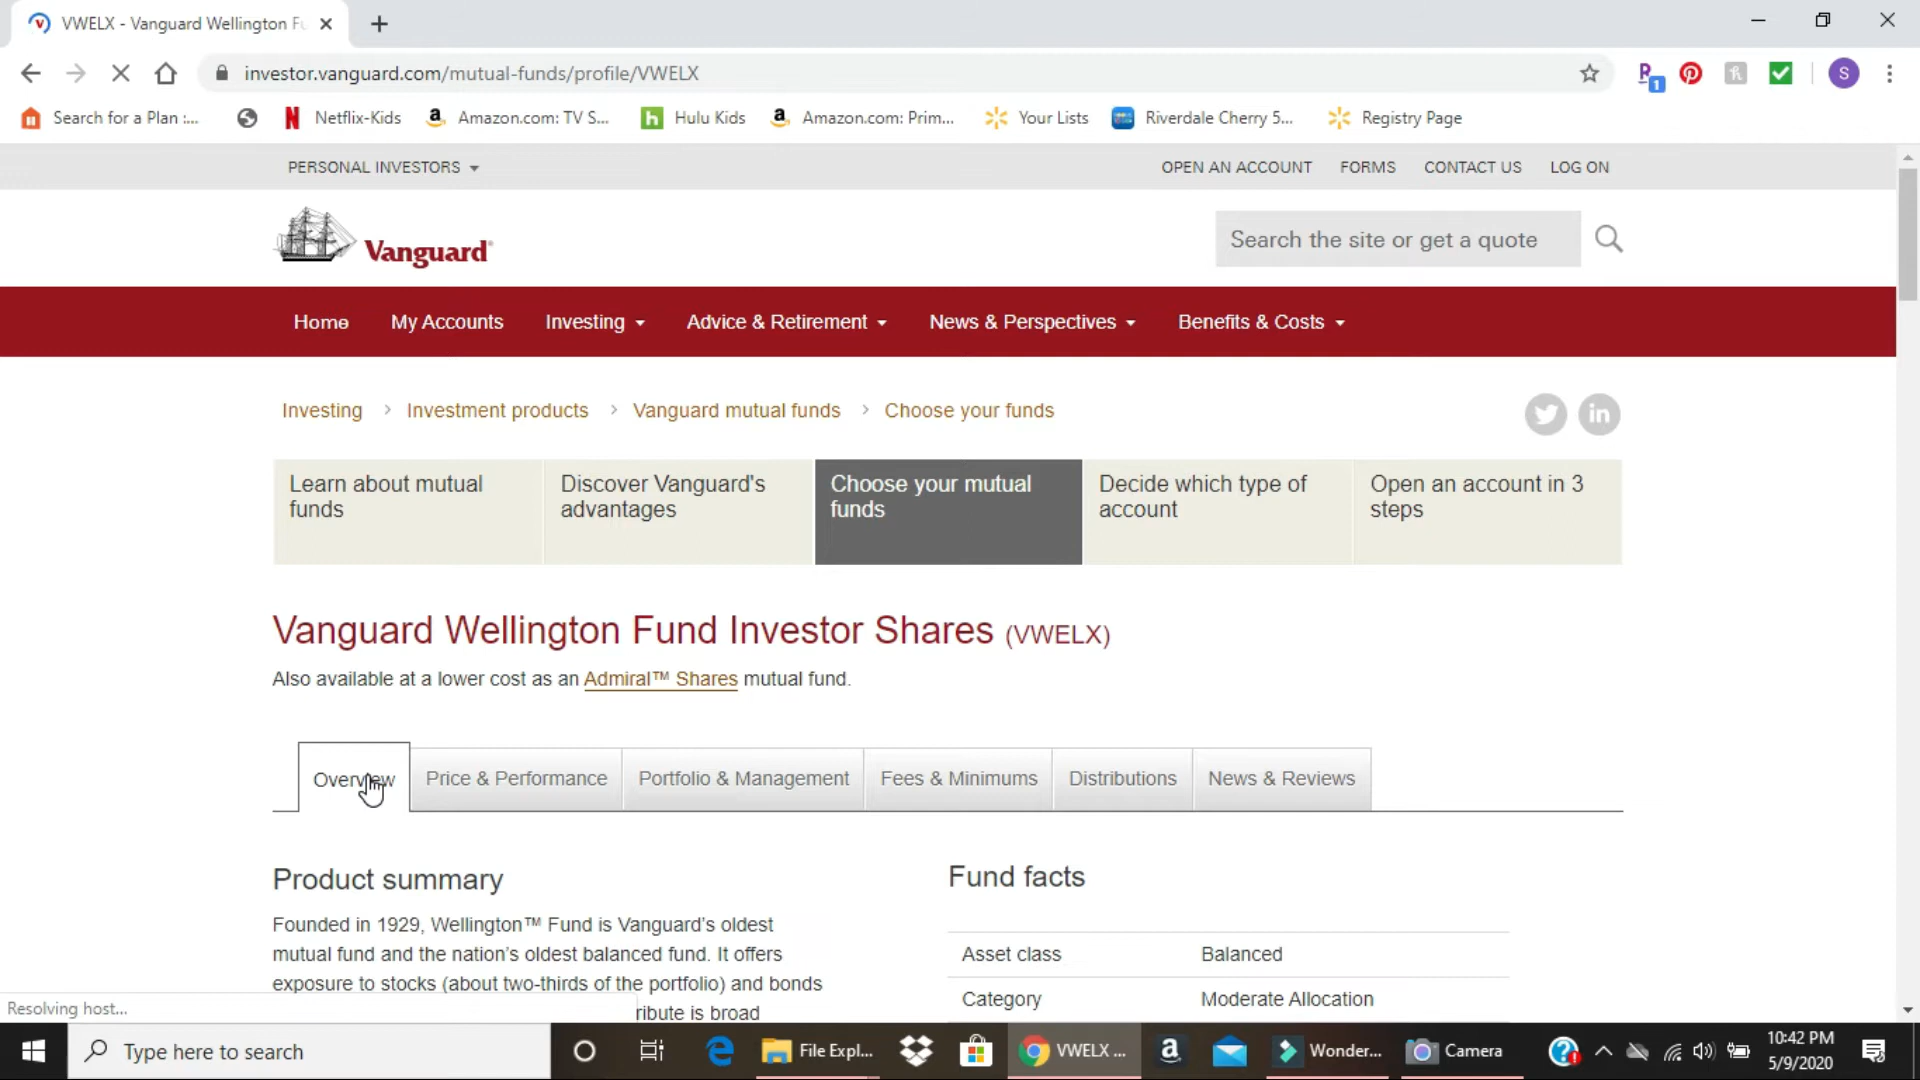 VWELX - Vanguard Wellington Fu
investor.vanguard.com/mutual-funds/profile/VWELX
1
S
Search for a Plan :...
Netflix-Kids
Amazon.com: TV S...
Hulu Kids
Amazon.com: Prim...
Your Lists
Riverdale Cherry 5...
Registry Page
PERSONAL INVESTORS
OPEN AN ACCOUNT
FORMS
CONTACT US
LOG ON
Vanguard®
Search the site or get a quote
Home
My Accounts
Investing
Advice & Retirement
News & Perspectives
Benefits & Costs
Investing > Investment products > Vanguard mutual funds > Choose your funds
Learn about mutual
funds
Discover Vanguard's
advantages
Choose your mutual
funds
Decide which type of
account
Open an account in 3
steps
Vanguard Wellington Fund Investor Shares (VWELX)
Also available at a lower cost as an Admiral™ Shares mutual fund.
Overview
Price & Performance
Portfolio & Management
Fees & Minimums
Distributions
News & Reviews
Product summary
Founded in 1929, Wellington™ Fund is Vanguard's oldest
mutual fund and the nation's oldest balanced fund. It offers
exposure to stocks (about two-thirds of the portfolio) and bonds
ribute is broad
Fund facts
Asset class Balanced
Category Moderate Allocation
Resolving host...
Type here to search
File Expl...
VWELX ...
Wonder...
Camera
10:42 PM
5/9/2020